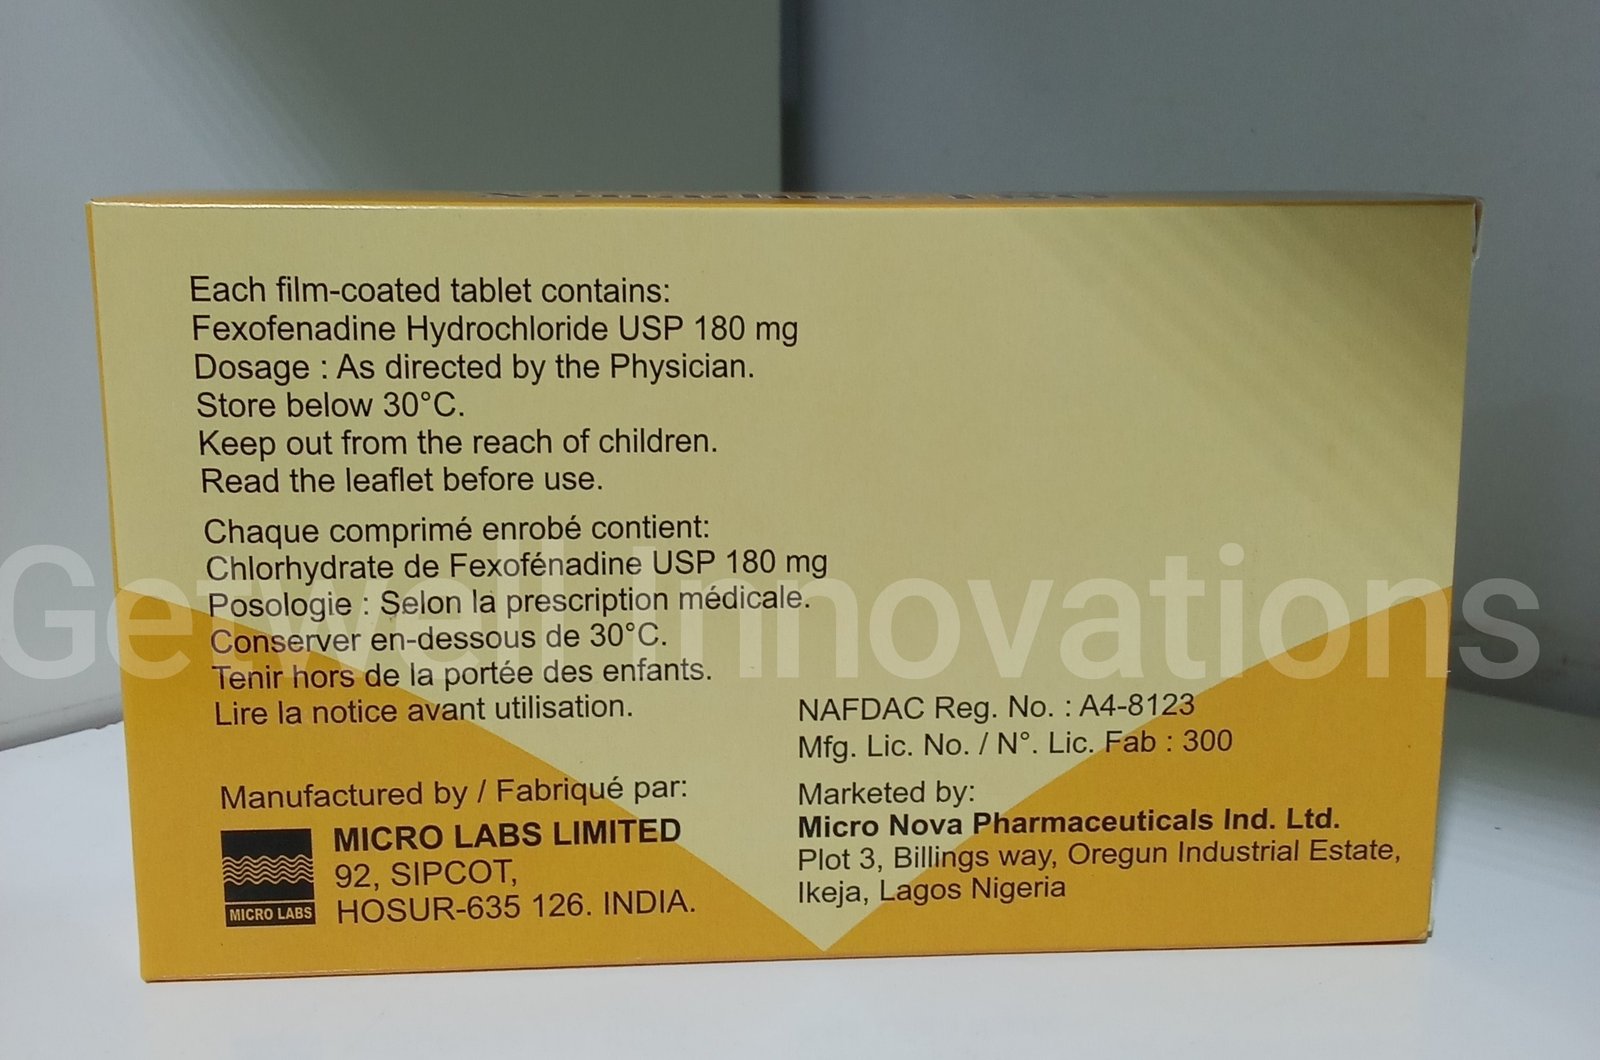 Each film-coated tablet contains:
Fexofenadine Hydrochloride USP 180 mg
Dosage : As directed by the Physician.
Store below 30°C.
Keep out from the reach of children.
Read the leaflet before use.
Chaque comprimé enrobé contient:
Chlorhydrate de Fexofénadine USP 180 mg
Posologie : Selon la prescription médicale.
Conserver en-dessous de 30°C.
Tenir hors de la portée des enfants.
Lire la notice avant utilisation.
Getwell Innovations
NAFDAC Reg. No. : A4-8123
Mfg. Lic. No. / N°. Lic. Fab : 300
Manufactured by / Fabriqué par:
MICRO LABS LIMITED
92, SIPCOT,
HOSUR-635 126. INDIA.
MICRO LABS
Marketed by:
Micro Nova Pharmaceuticals Ind. Ltd.
Plot 3, Billings way, Oregun Industrial Estate,
Ikeja, Lagos Nigeria